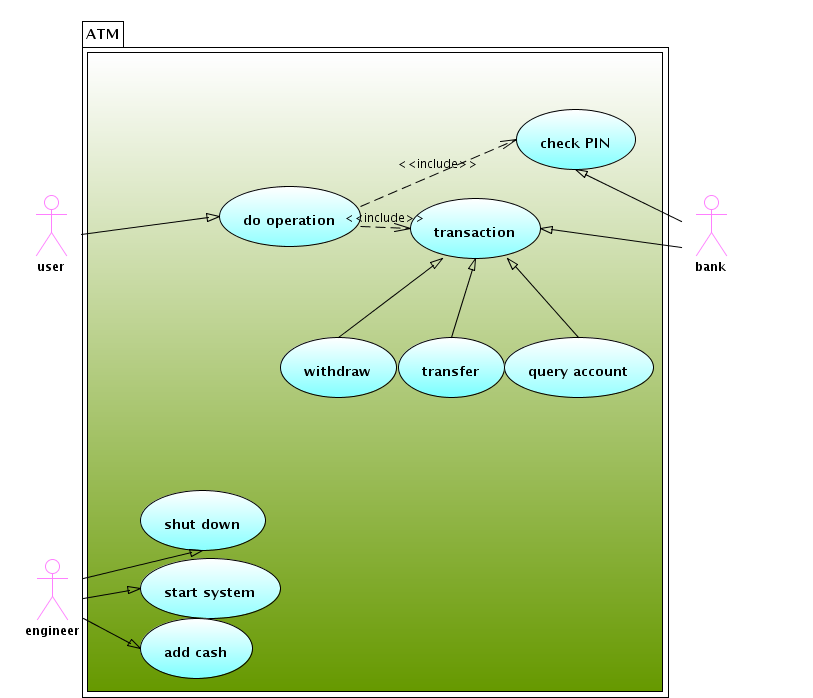 ATM
check PIN
< <include> >
do operation
< <include> >
transaction
user
bank
withdraw
transfer
query account
shut down
start system
engineer
add cash